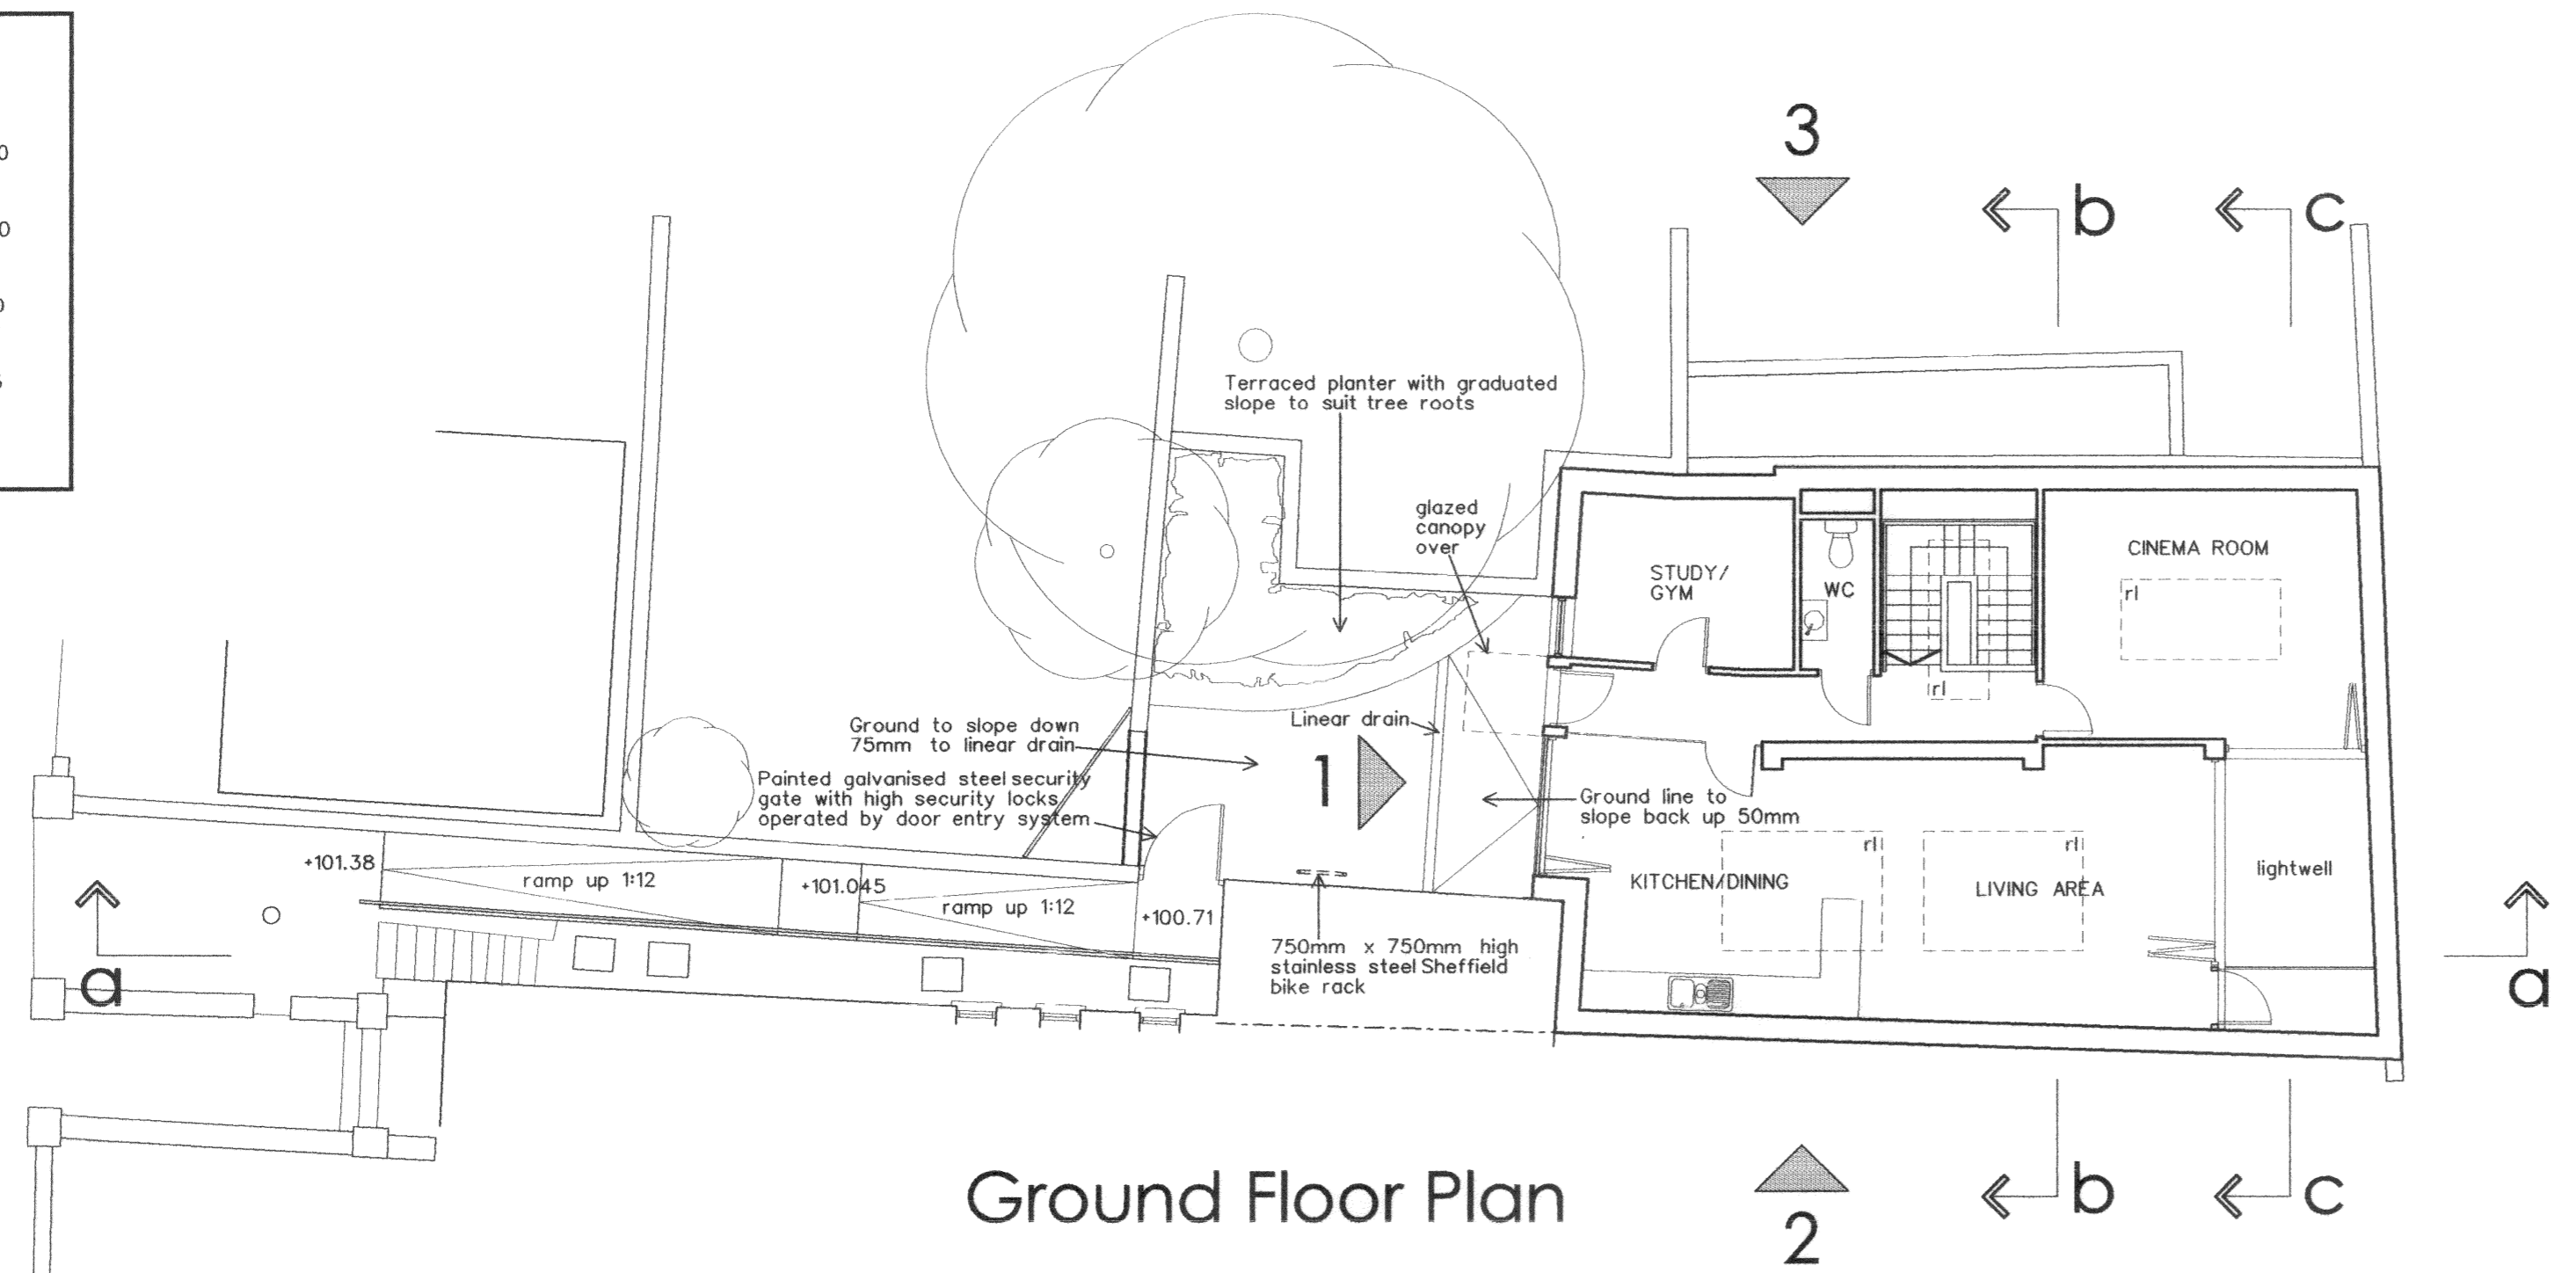 0
0
0
3
b
c
Terraced planter with graduated
slope to suit tree roots
glazed
canopy
over
STUDY/
GYM
WC
CINEMA ROOM
rl
rl
Ground to slope down
75mm to linear drain
Linear drain
1
Painted galvanised steel security
gate with high security locks
operated by door entry system
Ground line to
slope back up 50mm
rl
rl
+101.38
ramp up 1:12
+101.045
ramp up 1:12
+100.71
KITCHEN/DINING
LIVING AREA
lightwell
a
a
750mm x 750mm high
stainless steel Sheffield
bike rack
Ground Floor Plan
2
b
c